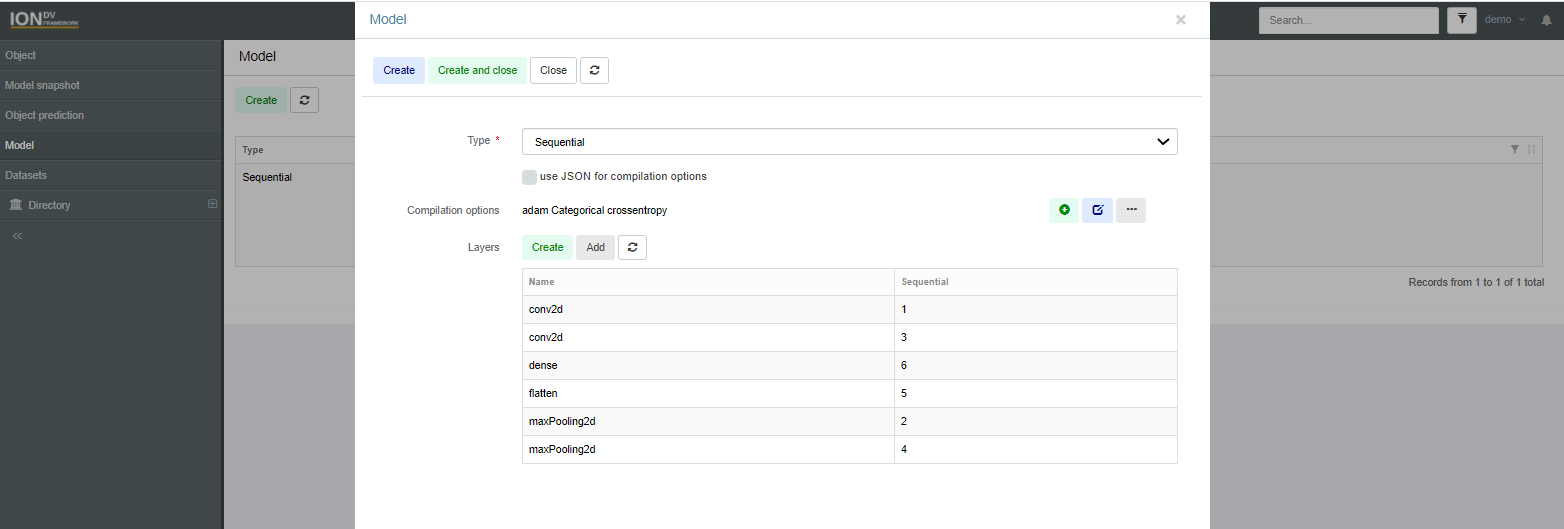 ION DV FRAMEWORK
Search...
demo
Object
Model snapshot
Object prediction
Model
Datasets
Directory
Model
Create
Type
Sequential
Records from 1 to 1 of 1 total
Model
Create Create and close Close
Type * Sequential
use JSON for compilation options
Compilation options adam Categorical crossentropy
Layers Create Add
Name Sequential
conv2d 1
conv2d 3
dense 6
flatten 5
maxPooling2d 2
maxPooling2d 4